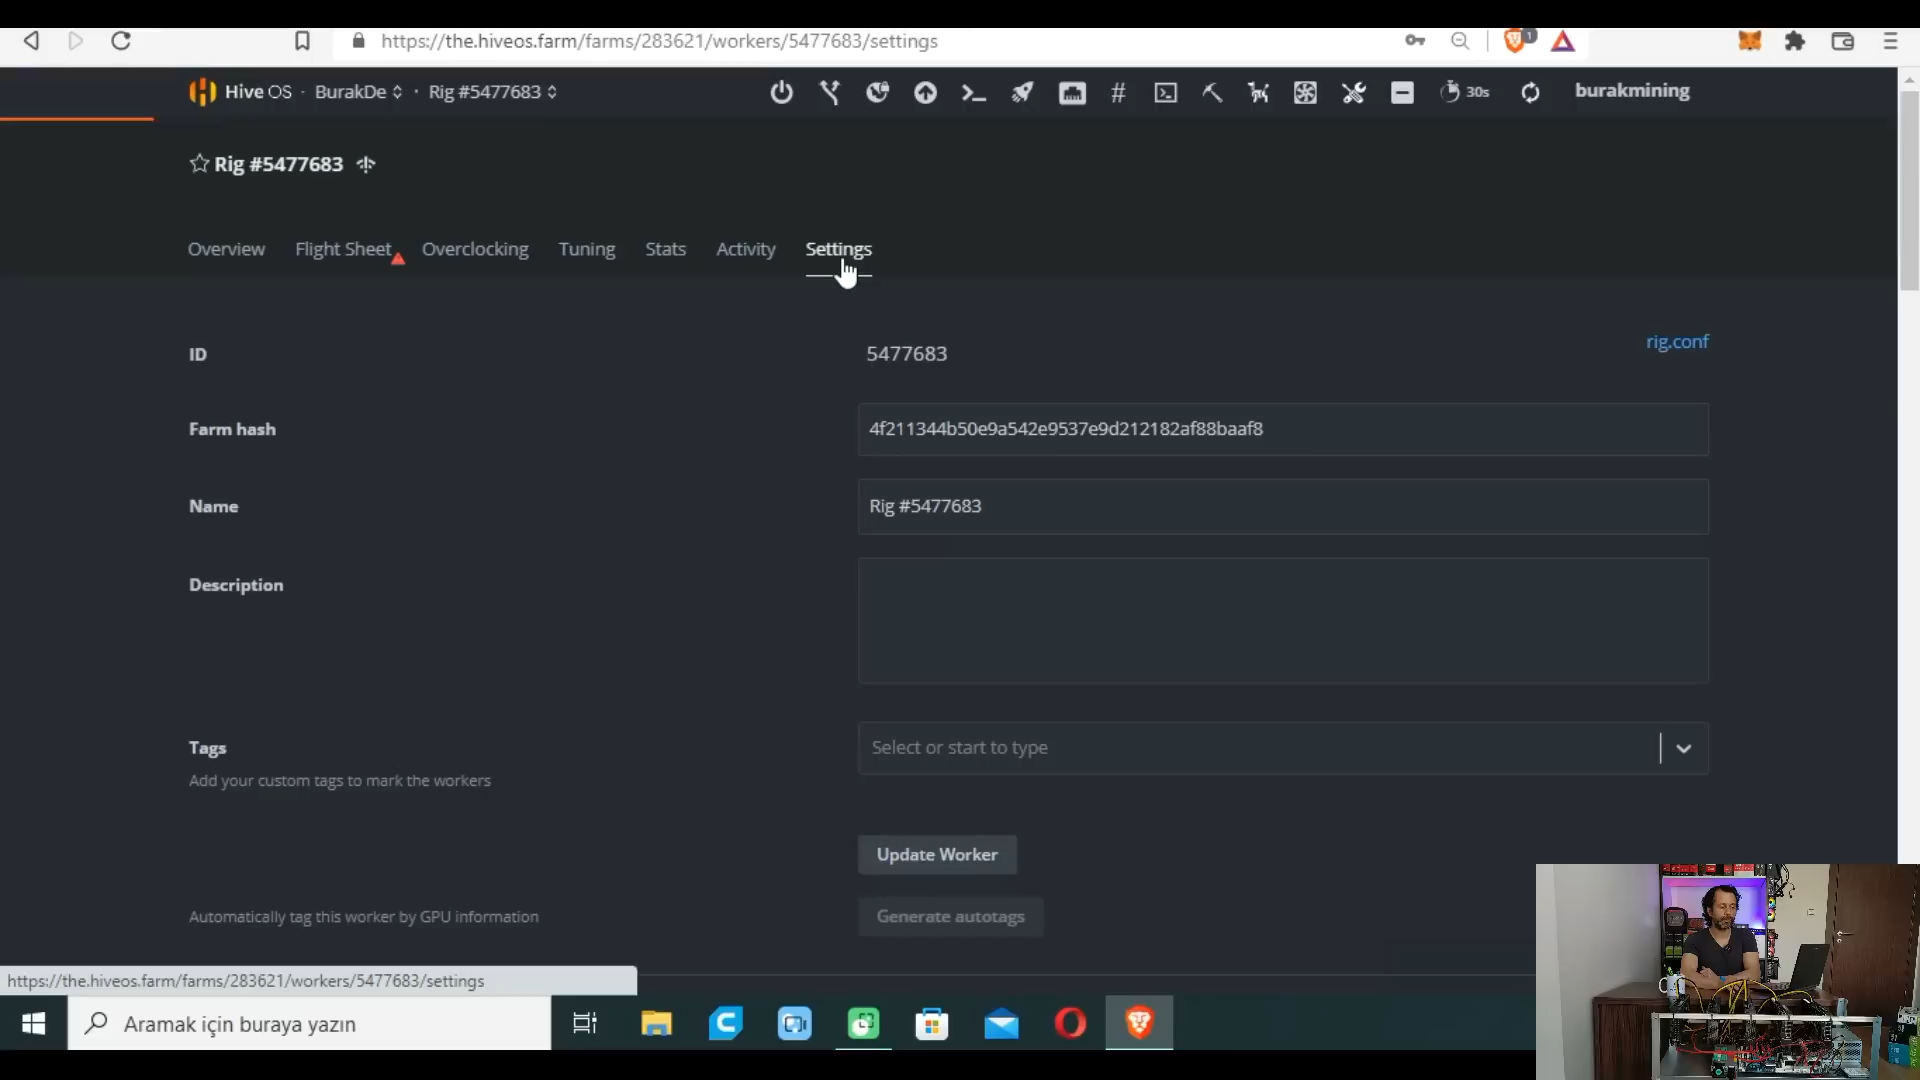 https://the.hiveos.farm/farms/283621/workers/5477683/settings
1
Hive OS · BurakDe · Rig #5477683
30s
burakmining
Rig #5477683
Overview Flight Sheet Overclocking Tuning Stats Activity Settings
ID
5477683
rig.conf
Farm hash
4f211344b50e9a542e9537e9d212182af88baaf8
Name
Rig #5477683
Description
Tags
Select or start to type
Add your custom tags to mark the workers
Update Worker
Automatically tag this worker by GPU information
Generate autotags
https://the.hiveos.farm/farms/283621/workers/5477683/settings
Aramak için buraya yazın